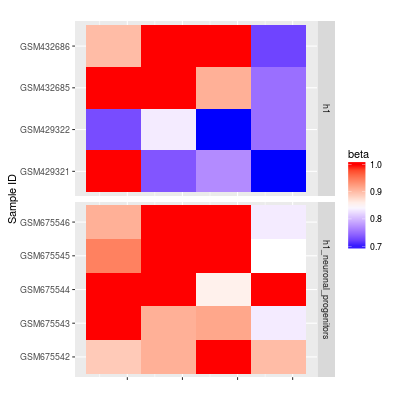 GSM432686
GSM432685
GSM429322
GSM429321
h1
GSM675546
GSM675545
GSM675544
GSM675543
GSM675542
h1_neuronal_progenitors
Sample ID
beta
1.0
0.9
0.8
0.7